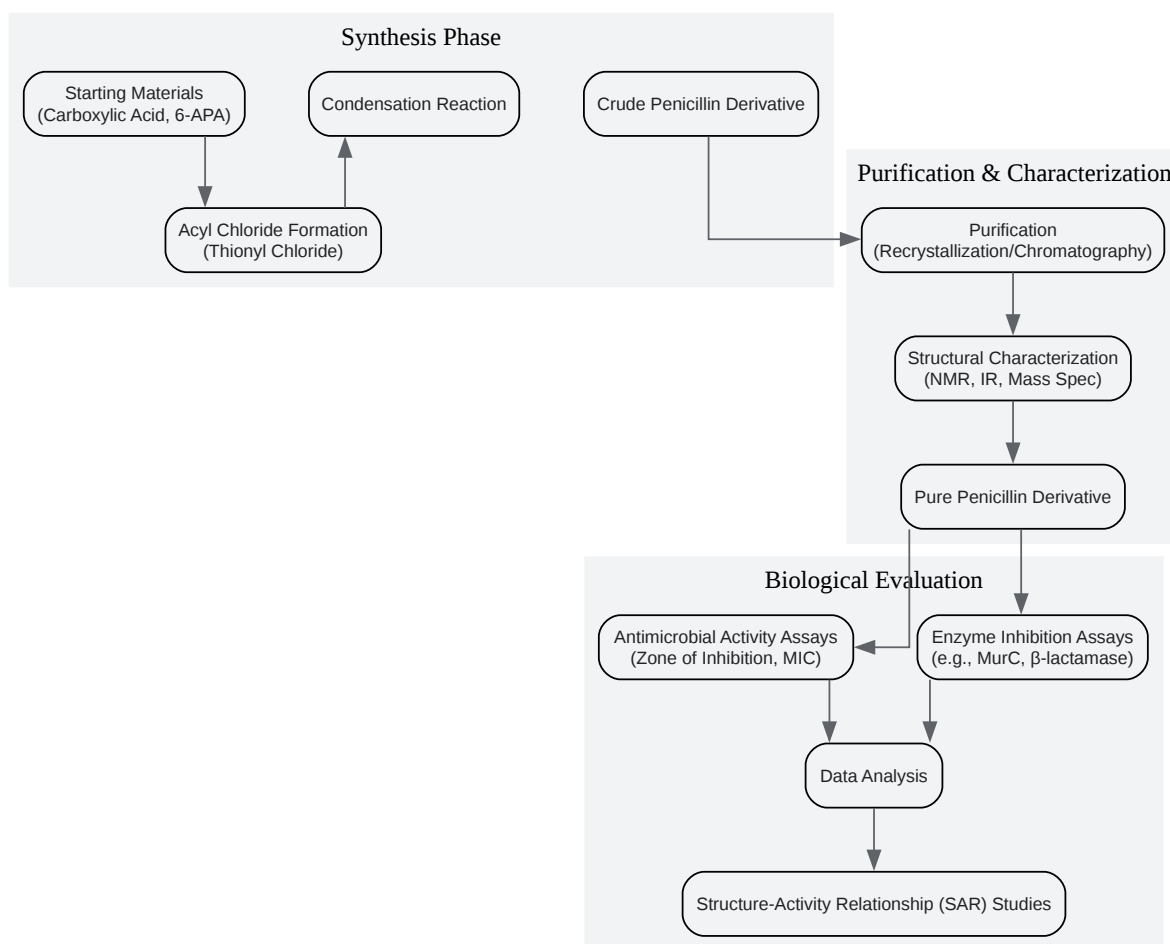 Synthesis Phase
Starting Materials
(Carboxylic Acid, 6-APA)
Condensation Reaction
Crude Penicillin Derivative
Acyl Chloride Formation
(Thionyl Chloride)
Purification & Characterization
Purification
(Recrystallization/Chromatography)
Structural Characterization
(NMR, IR, Mass Spec)
Pure Penicillin Derivative
Biological Evaluation
Antimicrobial Activity Assays
(Zone of Inhibition, MIC)
Enzyme Inhibition Assays
(e.g., MurC, β-lactamase)
Data Analysis
Structure-Activity Relationship (SAR) Studies